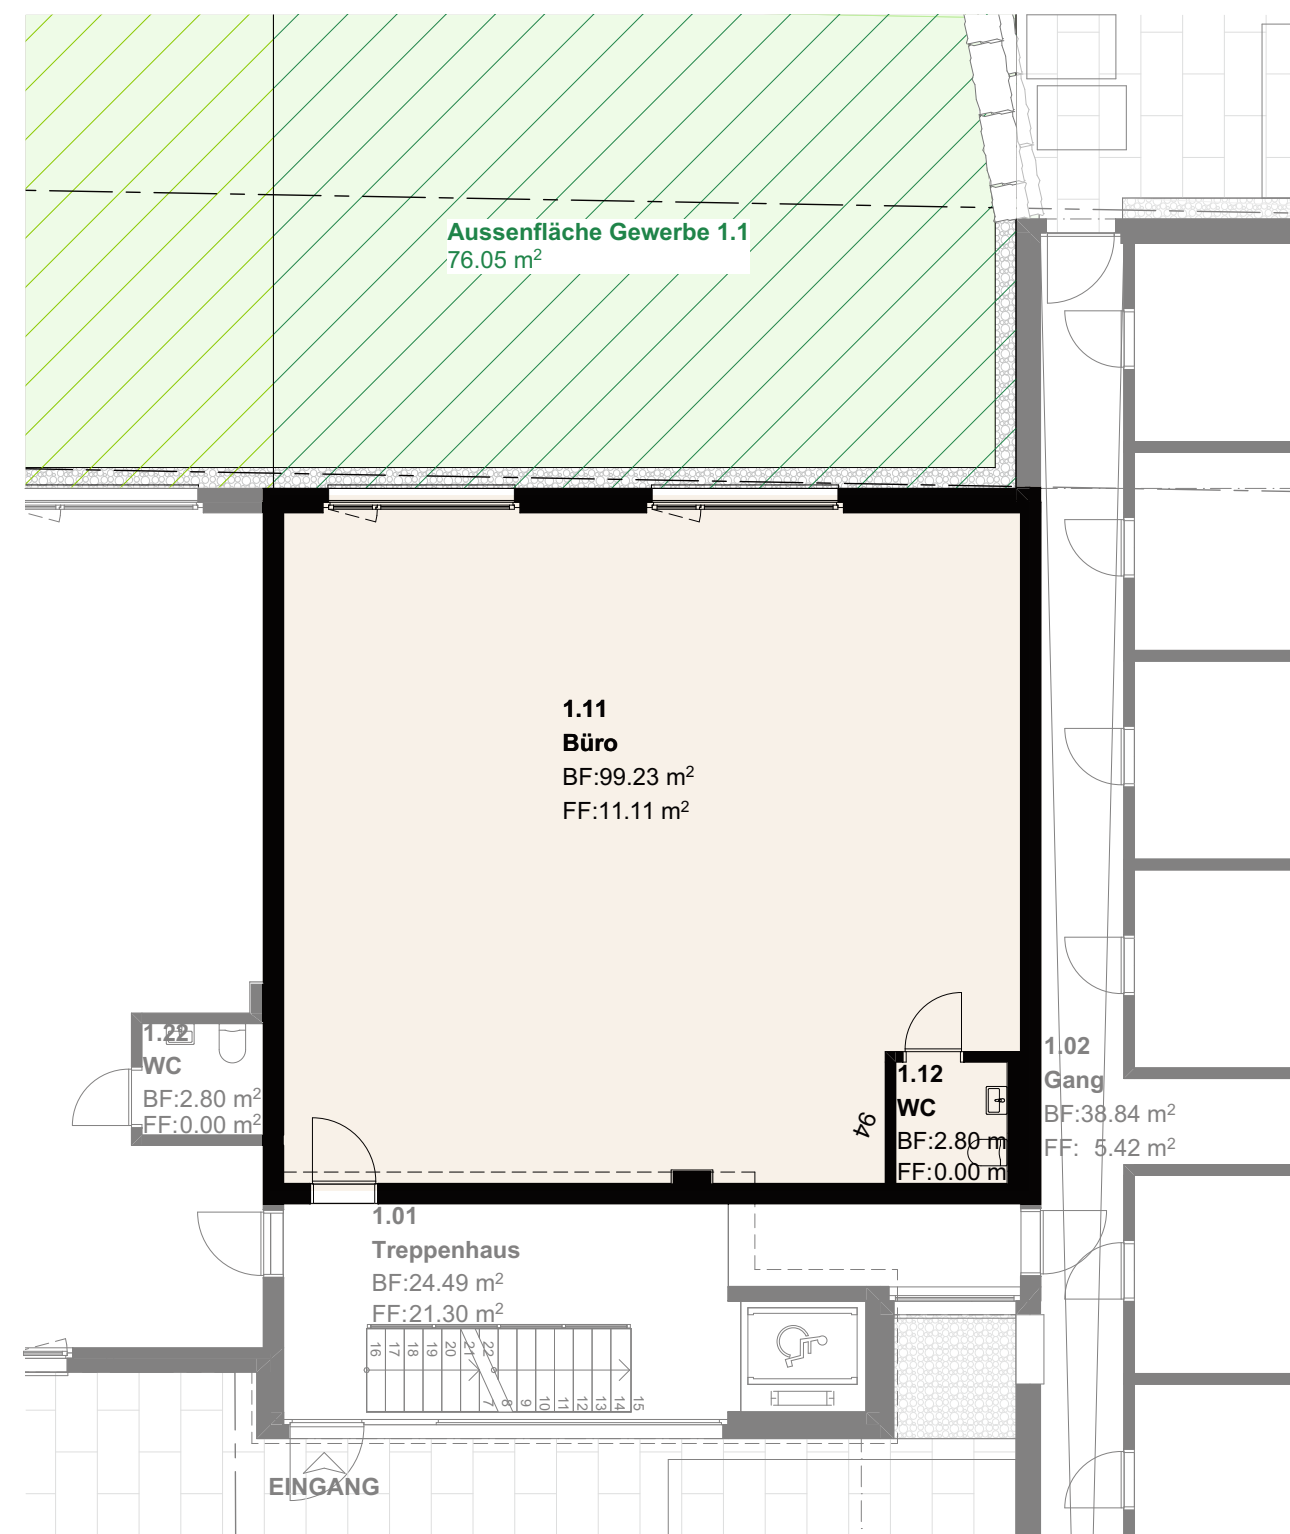 Aussenfläche Gewerbe 1.1
76.05 m²
1.11
Büro
BF:99.23 m²
FF:11.11 m²
1.22
WC
BF:2.80 m²
FF:0.00 m²
1.12
WC
BF:2.80 m
FF:0.00 m
94
1.02
Gang
BF:38.84 m²
FF: 5.42 m²
1.01
Treppenhaus
BF:24.49 m²
FF:21.30 m²
16 17 18 19 20 21 22
7 8 9 10 11 12 13 14 15
EINGANG